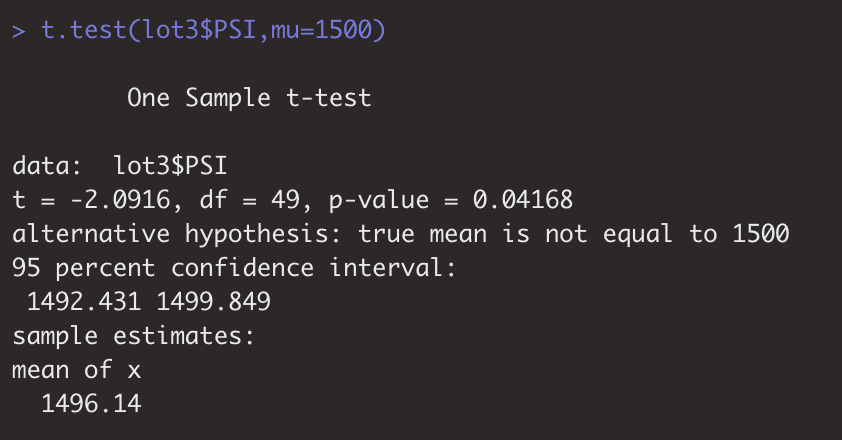 > t.test(lot3$PSI,mu=1500)
One Sample t-test
data:  lot3$PSI
t = -2.0916, df = 49, p-value = 0.04168
alternative hypothesis: true mean is not equal to 1500
95 percent confidence interval:
1492.431 1499.849
sample estimates:
mean of x
1496.14